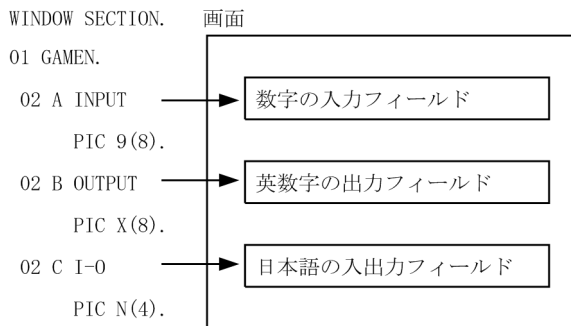 WINDOW SECTION. 画面
01 GAMEN.
02 A INPUT 数字の入力フィールド
PIC 9(8).
02 B OUTPUT 英数字の出力フィールド
PIC X(8).
02 C I-O 日本語の入出力フィールド
PIC N(4).